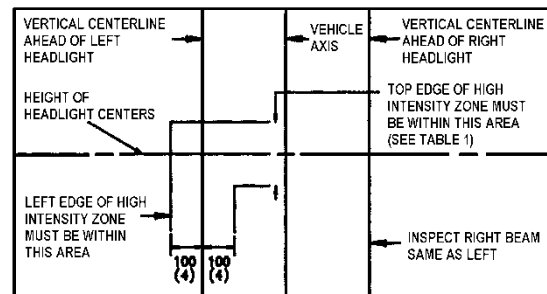 VERTICAL CENTERLINE
AHEAD OF LEFT
HEADLIGHT
VEHICLE
AXIS
VERTICAL CENTERLINE
AHEAD OF RIGHT
HEADLIGHT
HEIGHT OF
HEADLIGHT CENTERS
TOP EDGE OF HIGH
INTENSITY ZONE MUST
BE WITHIN THIS AREA
(SEE TABLE 1)
LEFT EDGE OF HIGH
INTENSITY ZONE
MUST BE WITHIN
THIS AREA
100
(4)
100
(4)
INSPECT RIGHT BEAM
SAME AS LEFT